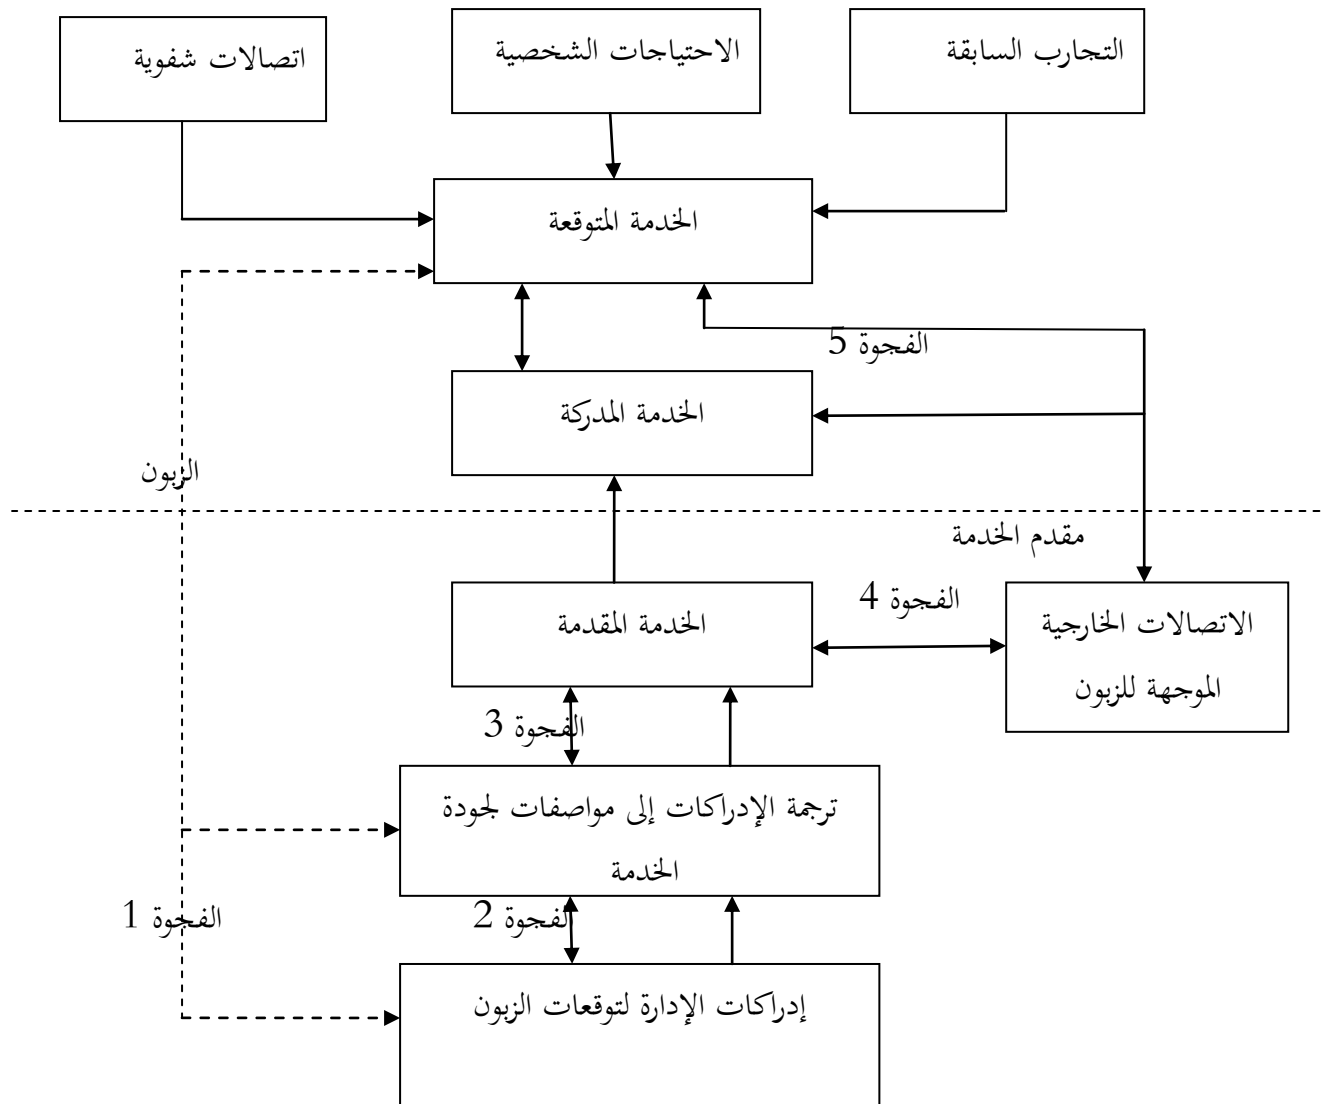 التجارب السابقة
الاحتياجات الشخصية
اتصالات شفوية
الخدمة المتوقعة
الفجوة 5
الخدمة المدركة
الزبون
مقدم الخدمة
الفجوة 4
الاتصالات الخارجية
الموجهة للزبون
الخدمة المقدمة
الفجوة 3
ترجمة الإدراكات إلى مواصفات لجودة
الخدمة
الفجوة 2
الفجوة 1
إدراكات الإدارة لتوقعات الزبون